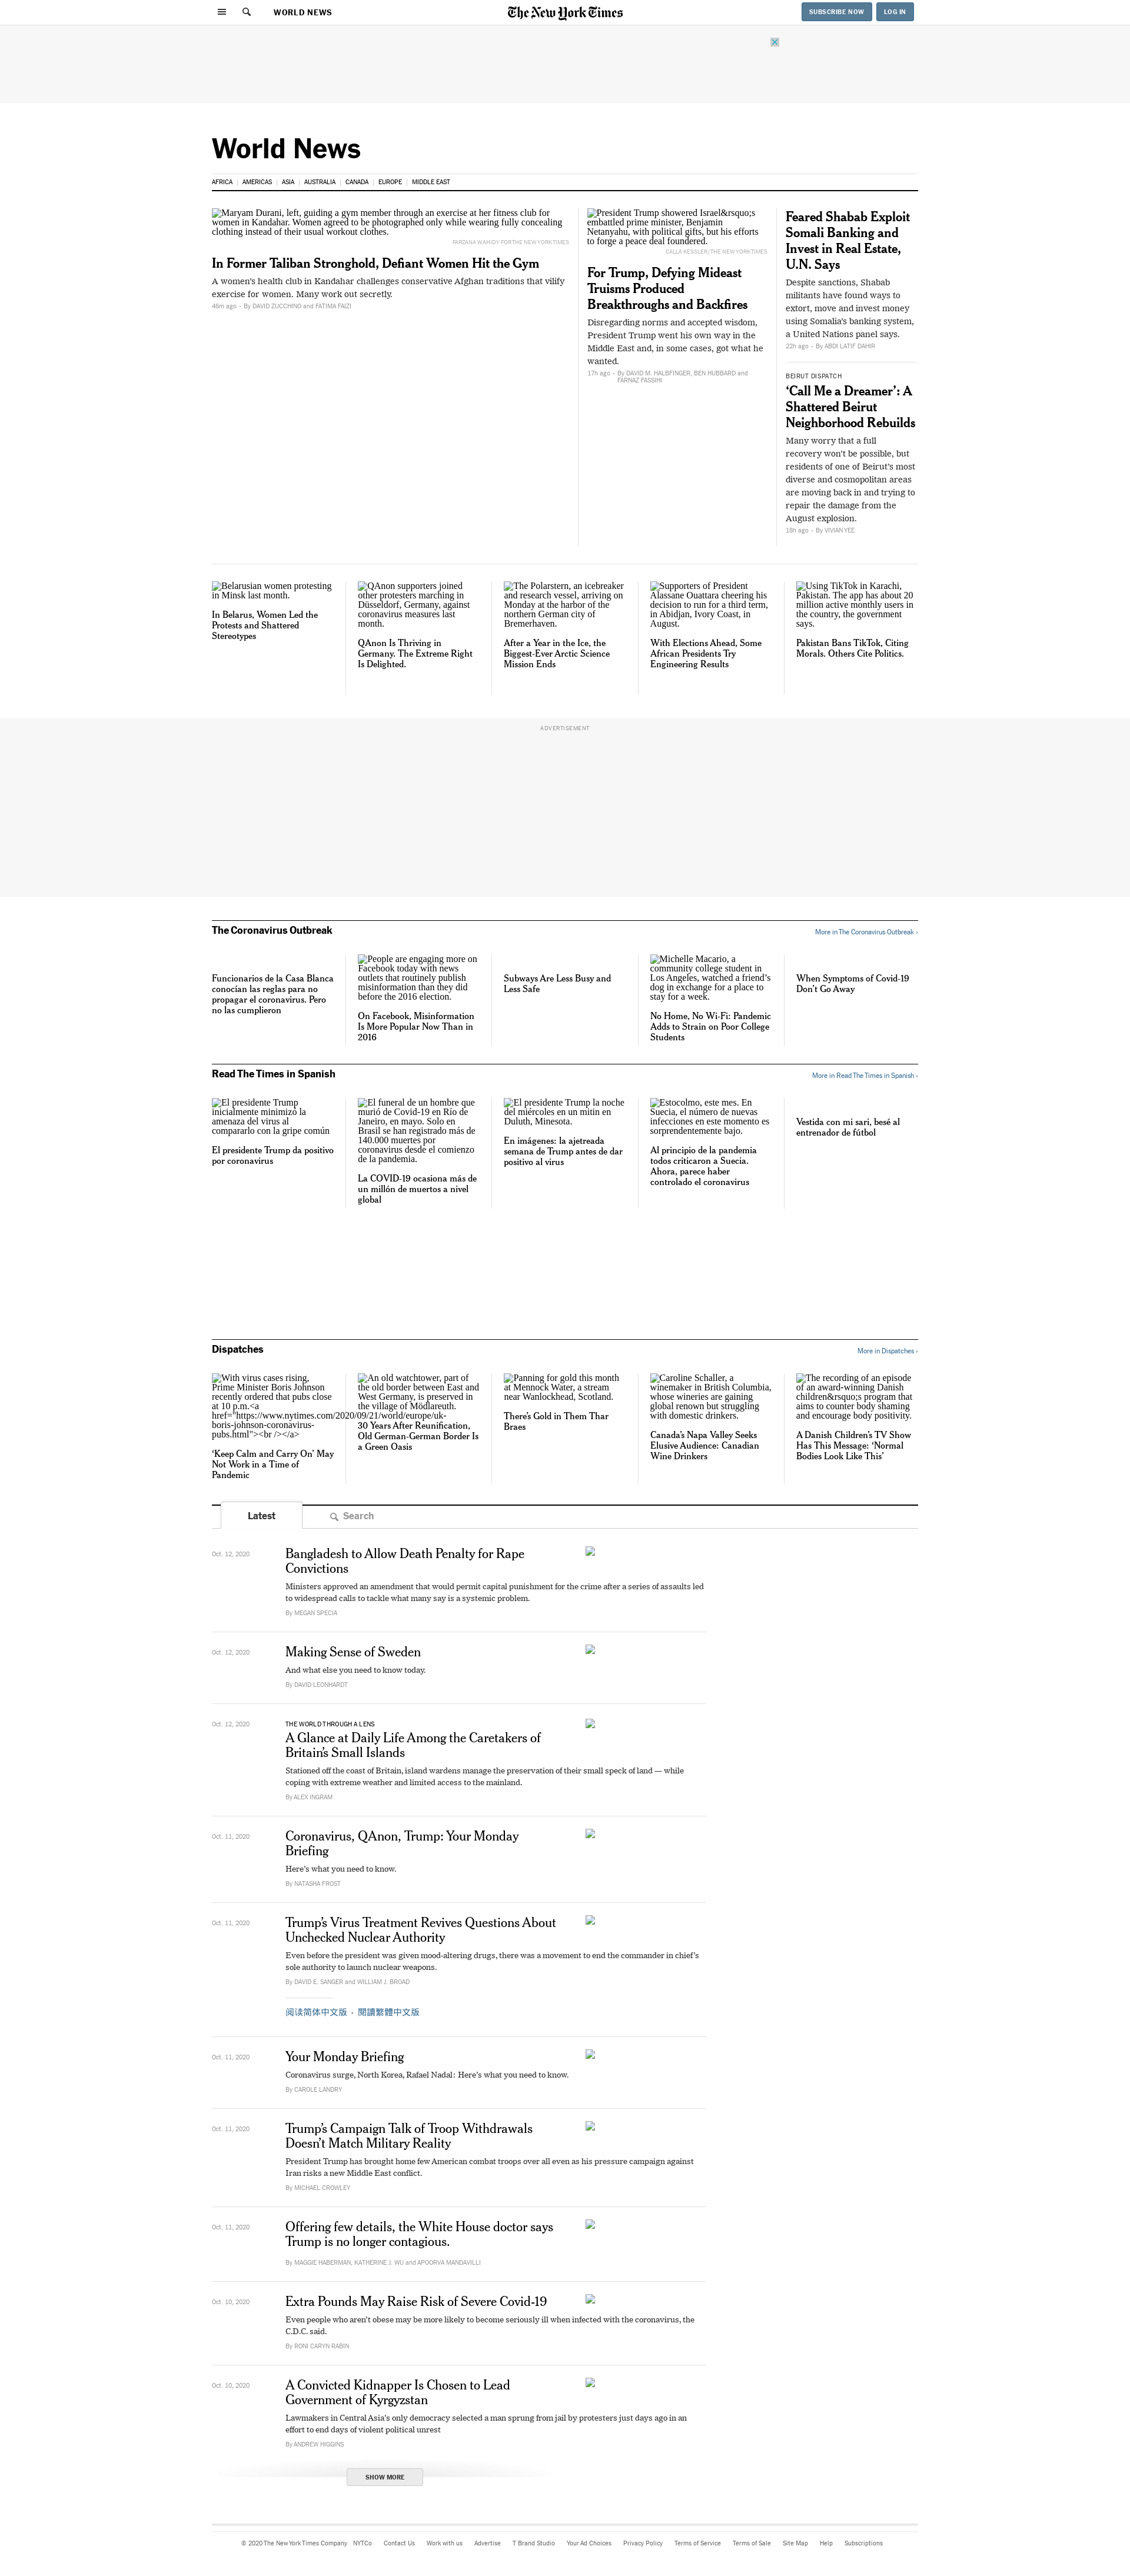 WORLD NEWS
The New York Times
SUBSCRIBE NOW
LOG IN
World News
AFRICA
AMERICAS
ASIA
AUSTRALIA
CANADA
EUROPE
MIDDLE EAST
Maryam Durani, left, guiding a gym member through an exercise at her fitness club for
women in Kandahar. Women agreed to be photographed only while wearing fully concealing
clothing instead of their usual workout clothes.
FARZANA WAHIDY FOR THE NEW YORK TIMES
In Former Taliban Stronghold, Defiant Women Hit the Gym
A women's health club in Kandahar challenges conservative Afghan traditions that vilify
exercise for women. Many work out secretly.
46m ago • By DAVID ZUCCHINO and FATIMA FAIZI
President Trump showered Israel&rsquo;s
embattled prime minister, Benjamin
Netanyahu, with political gifts, but his efforts
to forge a peace deal foundered.
CALLA KESSLER/THE NEW YORK TIMES
For Trump, Defying Mideast
Truisms Produced
Breakthroughs and Backfires
Disregarding norms and accepted wisdom,
President Trump went his own way in the
Middle East and, in some cases, got what he
wanted.
17h ago • By DAVID M. HALBFINGER, BEN HUBBARD and
FARNAZ FASSIHI
Feared Shabab Exploit
Somali Banking and
Invest in Real Estate,
U.N. Says
Despite sanctions, Shabab
militants have found ways to
extort, move and invest money
using Somalia's banking system,
a United Nations panel says.
22h ago • By ABDI LATIF DAHIR
BEIRUT DISPATCH
‘Call Me a Dreamer’: A
Shattered Beirut
Neighborhood Rebuilds
Many worry that a full
recovery won't be possible, but
residents of one of Beirut's most
diverse and cosmopolitan areas
are moving back in and trying to
repair the damage from the
August explosion.
18h ago • By VIVIAN YEE
Belarusian women protesting
in Minsk last month.
In Belarus, Women Led the
Protests and Shattered
Stereotypes
QAnon supporters joined
other protesters marching in
Düsseldorf, Germany, against
coronavirus measures last
month.
QAnon Is Thriving in
Germany. The Extreme Right
Is Delighted.
The Polarstern, an icebreaker
and research vessel, arriving on
Monday at the harbor of the
northern German city of
Bremerhaven.
After a Year in the Ice, the
Biggest-Ever Arctic Science
Mission Ends
Supporters of President
Alassane Ouattara cheering his
decision to run for a third term,
in Abidjan, Ivory Coast, in
August.
With Elections Ahead, Some
African Presidents Try
Engineering Results
Using TikTok in Karachi,
Pakistan. The app has about 20
million active monthly users in
the country, the government
says.
Pakistan Bans TikTok, Citing
Morals. Others Cite Politics.
ADVERTISEMENT
The Coronavirus Outbreak
More in The Coronavirus Outbreak ›
Funcionarios de la Casa Blanca
conocían las reglas para no
propagar el coronavirus. Pero
no las cumplieron
People are engaging more on
Facebook today with news
outlets that routinely publish
misinformation than they did
before the 2016 election.
On Facebook, Misinformation
Is More Popular Now Than in
2016
Subways Are Less Busy and
Less Safe
Michelle Macario, a
community college student in
Los Angeles, watched a friend's
dog in exchange for a place to
stay for a week.
No Home, No Wi-Fi: Pandemic
Adds to Strain on Poor College
Students
When Symptoms of Covid-19
Don't Go Away
Read The Times in Spanish
More in Read The Times in Spanish ›
El presidente Trump
inicialmente minimizó la
amenaza del virus al
compararlo con la gripe común
El presidente Trump da positivo
por coronavirus
El funeral de un hombre que
murió de Covid-19 en Río de
Janeiro, en mayo. Solo en
Brasil se han registrado más de
140.000 muertes por
coronavirus desde el comienzo
de la pandemia.
La COVID-19 ocasiona más de
un millón de muertos a nivel
global
El presidente Trump la noche
del miércoles en un mitin en
Duluth, Minesota.
En imágenes: la ajetreada
semana de Trump antes de dar
positivo al virus
Estocolmo, este mes. En
Suecia, el número de nuevas
infecciones en este momento es
sorprendentemente bajo.
Al principio de la pandemia
todos criticaron a Suecia.
Ahora, parece haber
controlado el coronavirus
Vestida con mi sari, besé al
entrenador de fútbol
Dispatches
More in Dispatches ›
With virus cases rising,
Prime Minister Boris Johnson
recently ordered that pubs close
at 10 p.m.<a
href="https://www.nytimes.com/2020/09/21/world/europe/uk-
boris-johnson-coronavirus-
pubs.html"><br /></a>
‘Keep Calm and Carry On’ May
Not Work in a Time of
Pandemic
An old watchtower, part of
the old border between East and
West Germany, is preserved in
the village of Mödlareuth.
30 Years After Reunification,
Old German-German Border Is
a Green Oasis
Panning for gold this month
at Mennock Water, a stream
near Wanlockhead, Scotland.
There's Gold in Them Thar
Braes
Caroline Schaller, a
winemaker in British Columbia,
whose wineries are gaining
global renown but struggling
with domestic drinkers.
Canada's Napa Valley Seeks
Elusive Audience: Canadian
Wine Drinkers
The recording of an episode
of an award-winning Danish
children&rsquo;s program that
aims to counter body shaming
and encourage body positivity.
A Danish Children's TV Show
Has This Message: ‘Normal
Bodies Look Like This’
Latest
Search
Oct. 12, 2020
Bangladesh to Allow Death Penalty for Rape
Convictions
Ministers approved an amendment that would permit capital punishment for the crime after a series of assaults led
to widespread calls to tackle what many say is a systemic problem.
By MEGAN SPECIA
Oct. 12, 2020
Making Sense of Sweden
And what else you need to know today.
By DAVID LEONHARDT
Oct. 12, 2020
THE WORLD THROUGH A LENS
A Glance at Daily Life Among the Caretakers of
Britain's Small Islands
Stationed off the coast of Britain, island wardens manage the preservation of their small speck of land — while
coping with extreme weather and limited access to the mainland.
By ALEX INGRAM
Oct. 11, 2020
Coronavirus, QAnon, Trump: Your Monday
Briefing
Here's what you need to know.
By NATASHA FROST
Oct. 11, 2020
Trump's Virus Treatment Revives Questions About
Unchecked Nuclear Authority
Even before the president was given mood-altering drugs, there was a movement to end the commander in chief's
sole authority to launch nuclear weapons.
By DAVID E. SANGER and WILLIAM J. BROAD
阅读简体中文版 • 閱讀繁體中文版
Oct. 11, 2020
Your Monday Briefing
Coronavirus surge, North Korea, Rafael Nadal: Here's what you need to know.
By CAROLE LANDRY
Oct. 11, 2020
Trump's Campaign Talk of Troop Withdrawals
Doesn't Match Military Reality
President Trump has brought home few American combat troops over all even as his pressure campaign against
Iran risks a new Middle East conflict.
By MICHAEL CROWLEY
Oct. 11, 2020
Offering few details, the White House doctor says
Trump is no longer contagious.
By MAGGIE HABERMAN, KATHERINE J. WU and APOORVA MANDAVILLI
Oct. 10, 2020
Extra Pounds May Raise Risk of Severe Covid-19
Even people who aren't obese may be more likely to become seriously ill when infected with the coronavirus, the
C.D.C. said.
By RONI CARYN RABIN
Oct. 10, 2020
A Convicted Kidnapper Is Chosen to Lead
Government of Kyrgyzstan
Lawmakers in Central Asia's only democracy selected a man sprung from jail by protesters just days ago in an
effort to end days of violent political unrest
By ANDREW HIGGINS
SHOW MORE
© 2020 The New York Times Company
NYTCo
Contact Us
Work with us
Advertise
T Brand Studio
Your Ad Choices
Privacy Policy
Terms of Service
Terms of Sale
Site Map
Help
Subscriptions